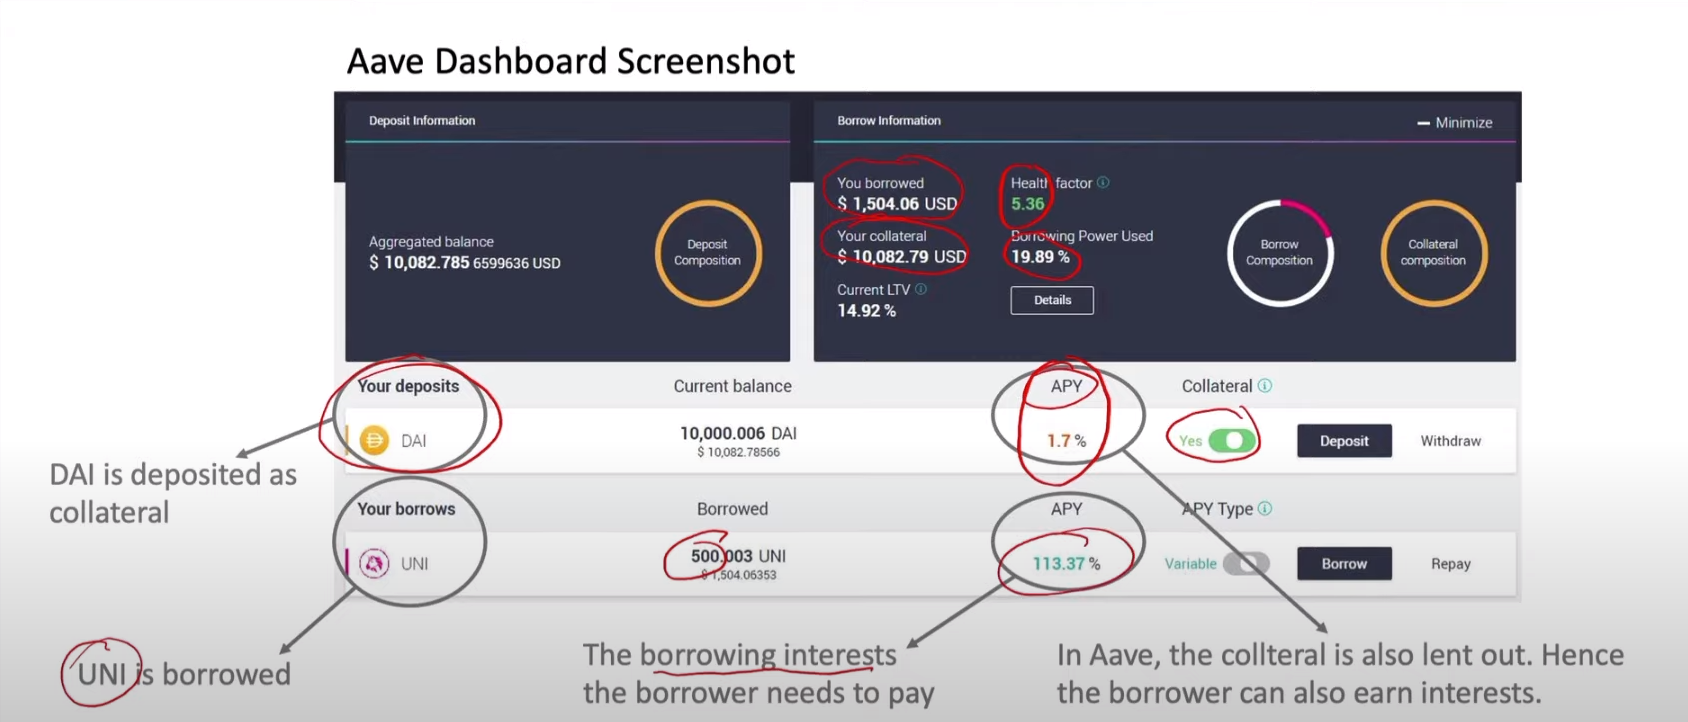 Aave Dashboard Screenshot
Deposit Information
Aggregated balance
$ 10,082.785 6599636 USD
Deposit
Composition
Borrow Information
Minimize
You borrowed
$ 1,504.06 USD
Health factor
5.36
Your collateral
$ 10,082.79 USD
Borrowing Power Used
19.89 %
Current LTV
14.92 %
Details
Borrow
Composition
Collateral
composition
Your deposits Current balance APY Collateral
DAI 10,000.006 DAI 1.7 % Yes Deposit Withdraw
$ 10,082.78566
DAI is deposited as
collateral
Your borrows Borrowed APY APY Type
UNI 500.003 UNI 113.37 % Variable Borrow Repay
$ 1,504.06353
UNI is borrowed
The borrowing interests
the borrower needs to pay
In Aave, the collteral is also lent out. Hence
the borrower can also earn interests.